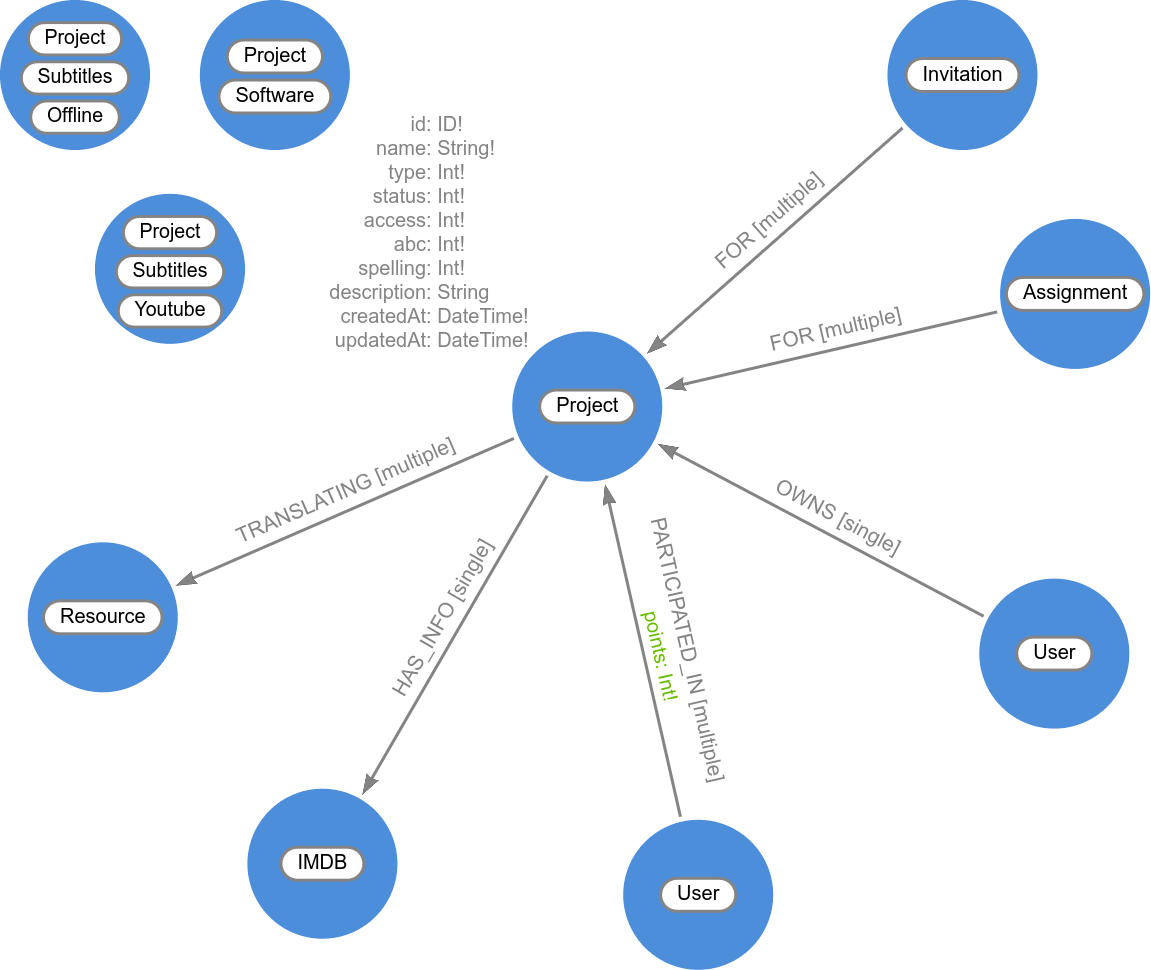 Project
Subtitles
Offline
Project
Software
Invitation
id: ID!
name: String!
type: Int!
status: Int!
access: Int!
abc: Int!
spelling: Int!
description: String
createdAt: DateTime!
updatedAt: DateTime!
Project
Subtitles
Youtube
FOR [multiple]
Assignment
FOR [multiple]
Project
TRANSLATING [multiple]
OWNS [single]
HAS_INFO [single]
PARTICIPATED_IN [multiple]
points: Int!
Resource
User
IMDB
User